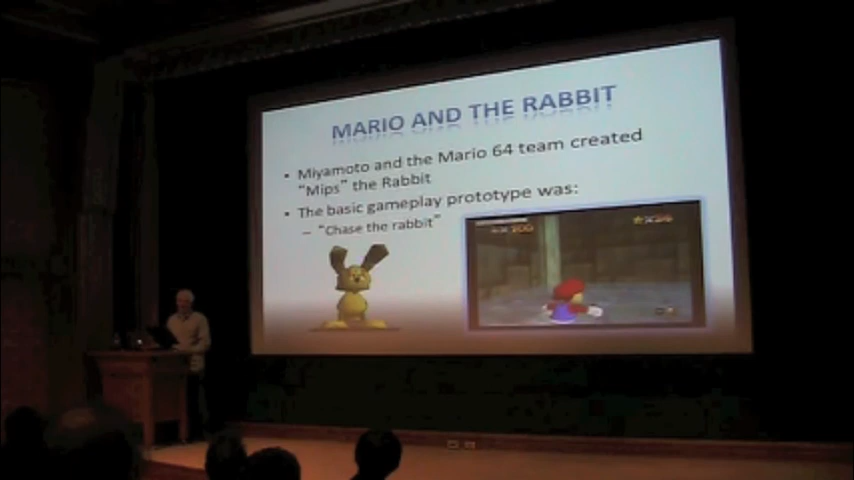 MARIO AND THE RABBIT
• Miyamoto and the Mario 64 team created
"Mips" the Rabbit
• The basic gameplay prototype was:
– "Chase the rabbit"